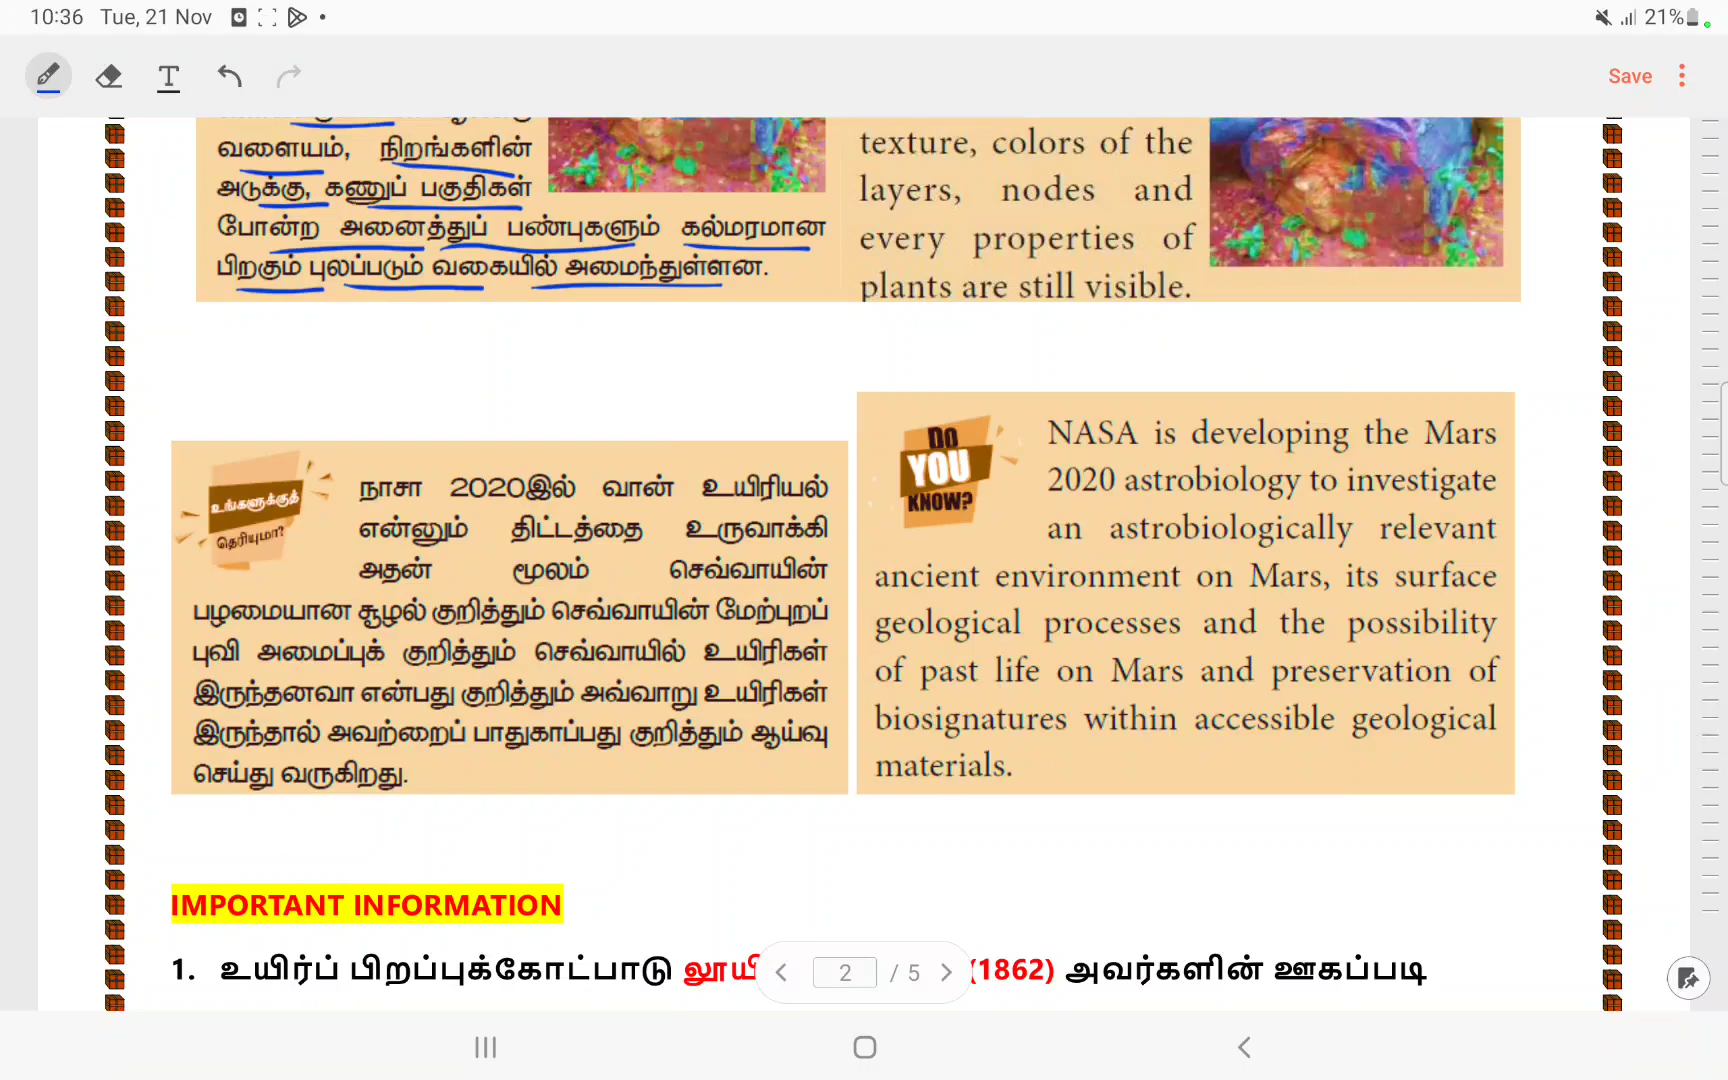 10:36 Tue, 21 Nov
21%
T
Save
வளையம், நிறங்களின்
அடுக்கு, கணுப் பகுதிகள்
போன்ற அனைத்துப் பண்புகளும் கல்மரமான
பிறகும் புலப்படும் வகையில் அமைந்துள்ளன.
texture, colors of the
layers, nodes and
every properties of
plants are still visible.
உங்களுக்குத்
தெரியுமா?
நாசா 2020இல் வான் உயிரியல்
என்னும் திட்டத்தை உருவாக்கி
அதன் மூலம் செவ்வாயின்
பழமையான சூழல் குறித்தும் செவ்வாயின் மேற்புறப்
புவி அமைப்புக் குறித்தும் செவ்வாயில் உயிரிகள்
இருந்தனவா என்பது குறித்தும் அவ்வாறு உயிரிகள்
இருந்தால் அவற்றைப் பாதுகாப்பது குறித்தும் ஆய்வு
செய்து வருகிறது.
DO
YOU
KNOW?
NASA is developing the Mars
2020 astrobiology to investigate
an astrobiologically relevant
ancient environment on Mars, its surface
geological processes and the possibility
of past life on Mars and preservation of
biosignatures within accessible geological
materials.
IMPORTANT INFORMATION
1. உயிர்ப் பிறப்புக்கோட்பாடு (1862) அவர்களின் ஊகப்படி
2 / 5